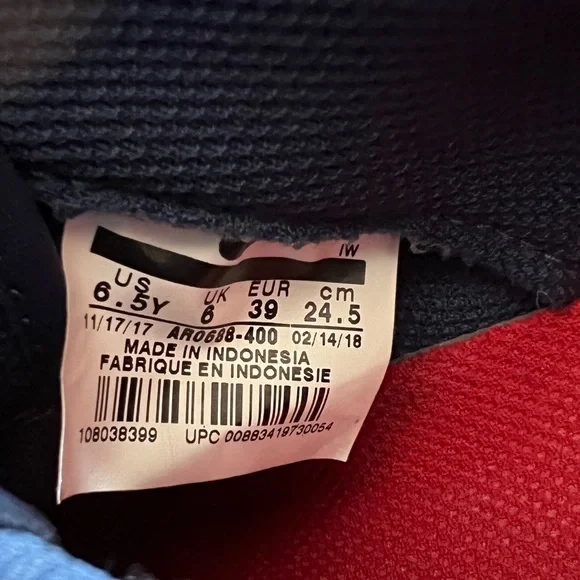 IW
US UK EUR cm
6.5Y 6 39 24.5
11/17/17 AR0688-400 02/14/18
MADE IN INDONESIA
FABRIQUE EN INDONESIE
108038399 UPC 00883419730054